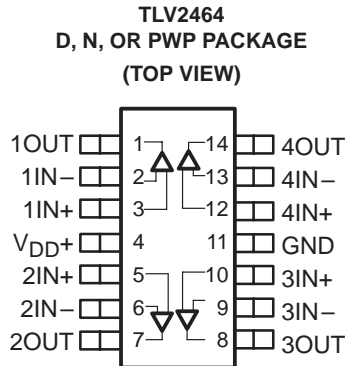 TLV2464
D, N, OR PWP PACKAGE
(TOP VIEW)
1OUT 1 14 4OUT
1IN− 2 13 4IN−
1IN+ 3 12 4IN+
VDD+ 4 11 GND
2IN+ 5 10 3IN+
2IN− 6 9 3IN−
2OUT 7 8 3OUT